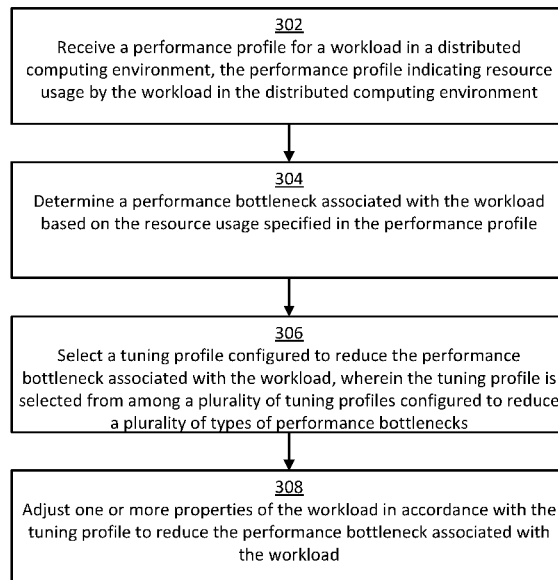 302
Receive a performance profile for a workload in a distributed
computing environment, the performance profile indicating resource
usage by the workload in the distributed computing environment
304
Determine a performance bottleneck associated with the workload
based on the resource usage specified in the performance profile
306
Select a tuning profile configured to reduce the performance
bottleneck associated with the workload, wherein the tuning profile is
selected from among a plurality of tuning profiles configured to reduce
a plurality of types of performance bottlenecks
308
Adjust one or more properties of the workload in accordance with the
tuning profile to reduce the performance bottleneck associated with
the workload